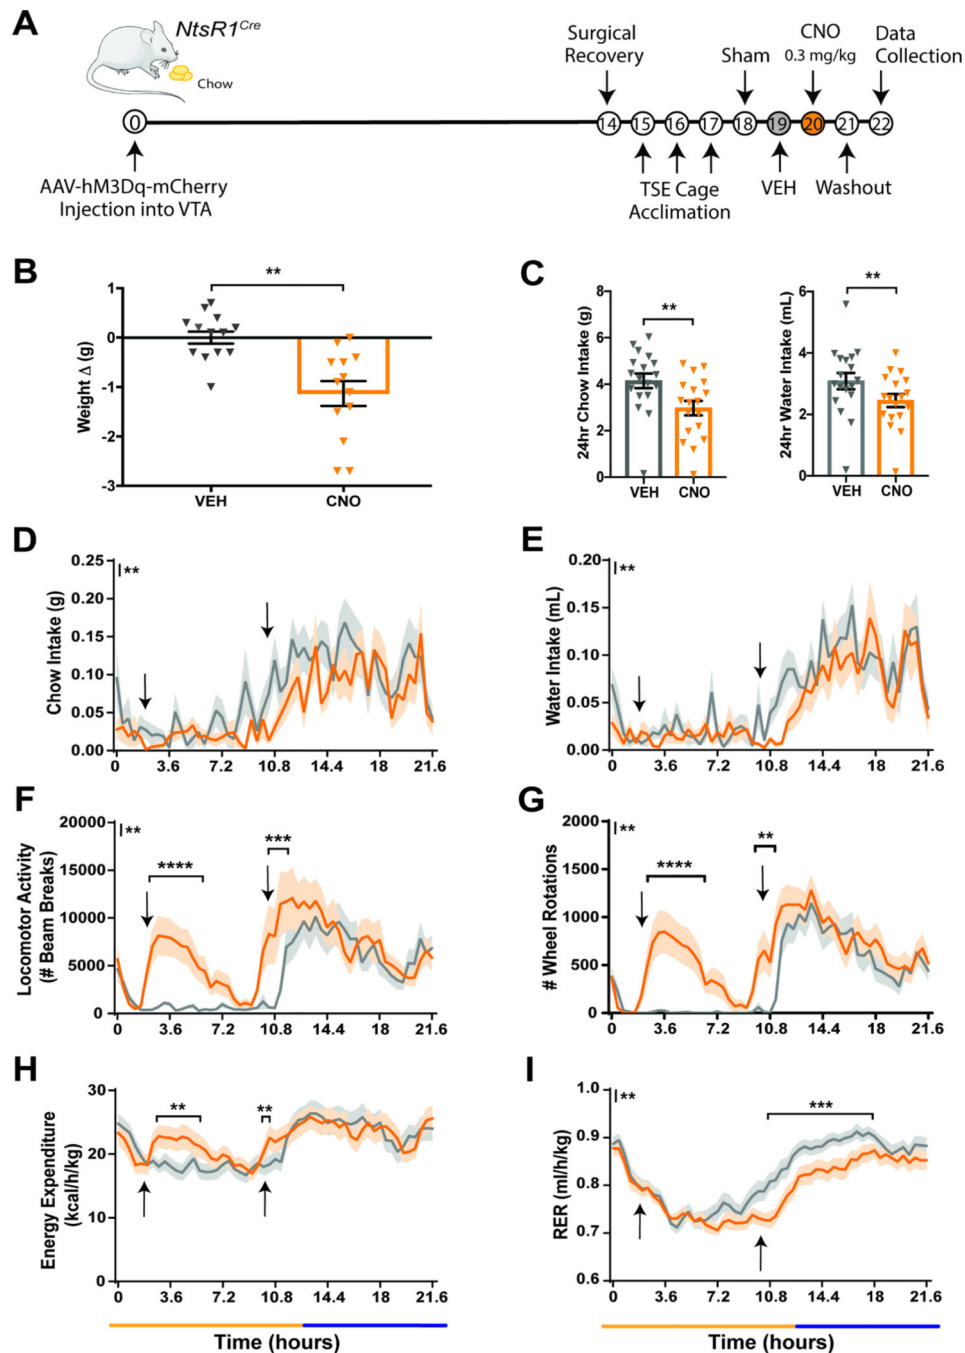 A
NtsR1Cre
Chow
Surgical
Recovery
Sham
CNO
0.3 mg/kg
Data
Collection
0
14
15
16
17
18
19
20
21
22
AAV-hM3Dq-mCherry
Injection into VTA
TSE Cage
Acclimation
VEH
Washout
B
**
Weight Δ (g)
1
0
-1
-2
-3
VEH
CNO
C
24hr Chow Intake (g)
8
6
4
2
0
**
VEH
CNO
24hr Water Intake (mL)
6
4
2
0
**
VEH
CNO
D
Chow Intake (g)
0.25
0.20
0.15
0.10
0.05
0.00
**
0
3.6
7.2
10.8
14.4
18
21.6
E
Water Intake (mL)
0.20
0.15
0.10
0.05
0.00
**
0
3.6
7.2
10.8
14.4
18
21.6
F
Locomotor Activity
(# Beam Breaks)
20000
15000
10000
5000
0
**
****
***
0
3.6
7.2
10.8
14.4
18
21.6
G
# Wheel Rotations
2000
1500
1000
500
0
**
****
**
0
3.6
7.2
10.8
14.4
18
21.6
H
Energy Expenditure
(kcal/h/kg)
30
20
10
0
**
**
0
3.6
7.2
10.8
14.4
18
21.6
Time (hours)
I
RER (ml/h/kg)
1.0
0.9
0.8
0.7
0.6
**
***
0
3.6
7.2
10.8
14.4
18
21.6
Time (hours)